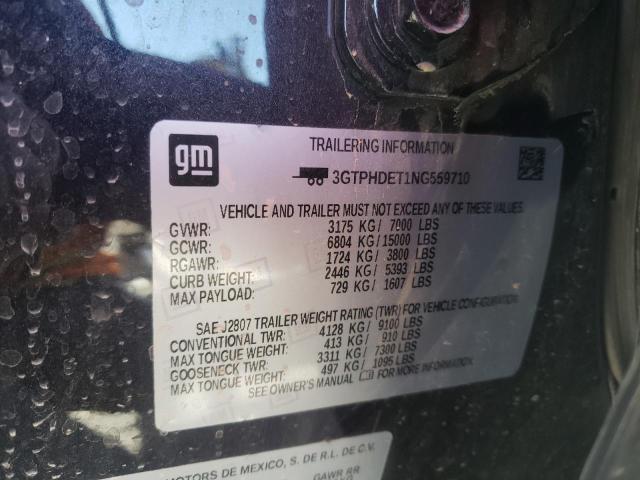 gm
TRAILERING INFORMATION
3GTPHDET1NG559710
VEHICLE AND TRAILER MUST NOT EXCEED ANY OF THESE VALUES.
GVWR: 3175 KG/ 7000 LBS
GCWR: 6804 KG/15000 LBS
RGAWR: 1724 KG/ 3800 LBS
CURB WEIGHT: 2446 KG/ 5393 LBS
MAX PAYLOAD: 729 KG/ 1607 LBS
SAE J2807 TRAILER WEIGHT RATING (TWR) FOR VEHICLE CONFIGURATION.
CONVENTIONAL TWR: 4128 KG/ 9100 LBS
MAX TONGUE WEIGHT: 413 KG/ 910 LBS
GOOSENECK TWR: 3311 KG/ 7300 LBS
MAX TONGUE WEIGHT: 497 KG/ 1095 LBS
SEE OWNER'S MANUAL FOR MORE INFORMATION.
MOTORS DE MEXICO, S. DE R.L. DE C.V.
GAWR RR